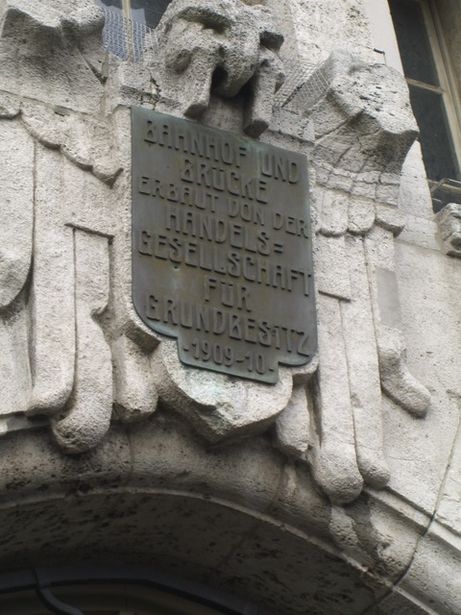 BAHNHOF UND
BRÜCKE
ERBAUT VON DER
HANDELS=
GESELLSCHAFT
FÜR
GRUNDBESITZ
·1909-10·